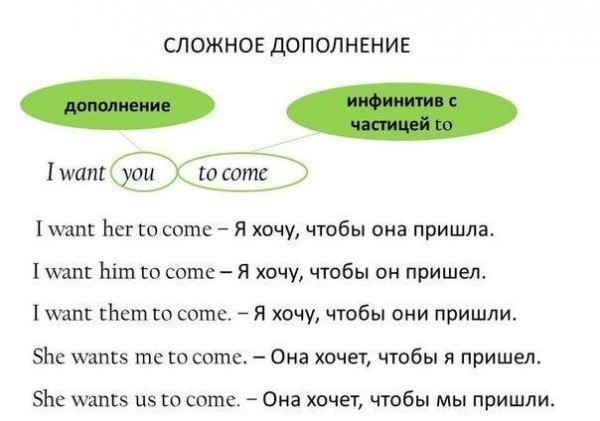 СЛОЖНОЕ ДОПОЛНЕНИЕ
дополнение
инфинитив с
частицей to
I want you to come
I want her to come – Я хочу, чтобы она пришла.
I want him to come – Я хочу, чтобы он пришел.
I want them to come. – Я хочу, чтобы они пришли.
She wants me to come. – Она хочет, чтобы я пришел.
She wants us to come. – Она хочет, чтобы мы пришли.